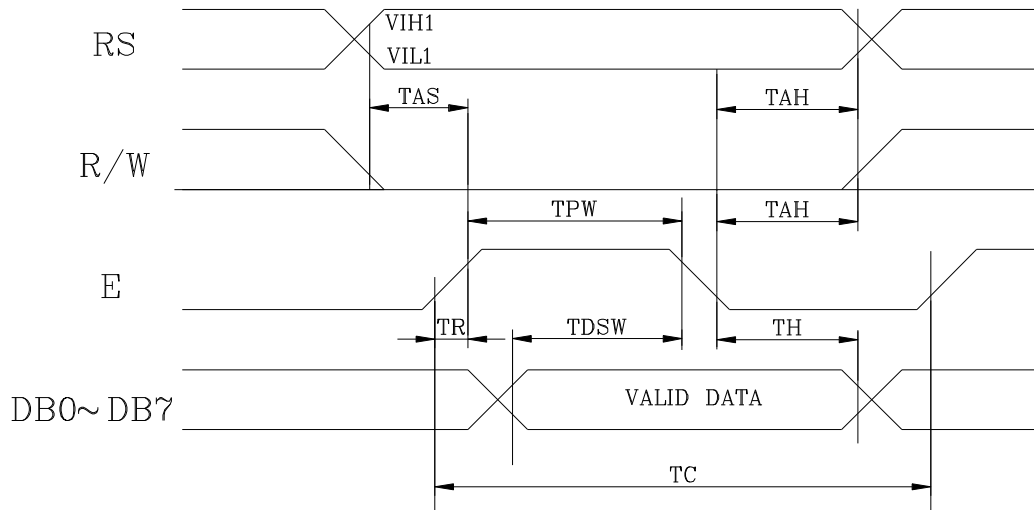 RS
VIH1
VIL1
TAS
TAH
R/W
TPW
TAH
E
TR
TDSW
TH
DB0~DB7
VALID DATA
TC